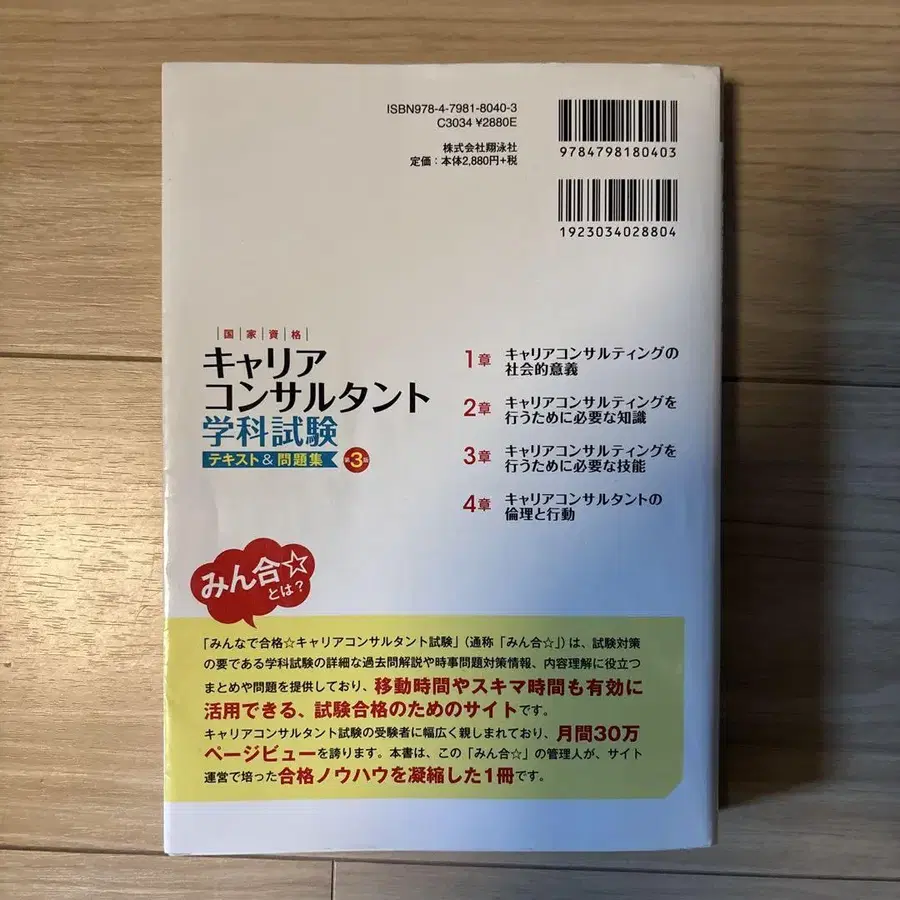 ISBN978-4-7981-8040-3
C3034 ¥2880E
株式会社翔泳社
定価：本体2,880円+税
9784798180403
1923034028804
国家資格
キャリア
コンサルタント
学科試験
テキスト&問題集
第3版
1章 キャリアコンサルティングの
社会的意義
2章 キャリアコンサルティングを
行うために必要な知識
3章 キャリアコンサルティングを
行うために必要な技能
4章 キャリアコンサルタントの
倫理と行動
みん合☆
とは？
「みんなで合格☆キャリアコンサルタント試験」（通称「みん合☆」）は、試験対策
の要である学科試験の詳細な過去問解説や時事問題対策情報、内容理解に役立つ
まとめや問題を提供しており、移動時間やスキマ時間も有効に
活用できる、試験合格のためのサイトです。
キャリアコンサルタント試験の受験者に幅広く親しまれており、月間30万
ページビューを誇ります。本書は、この「みん合☆」の管理人が、サイト
運営で培った合格ノウハウを凝縮した1冊です。